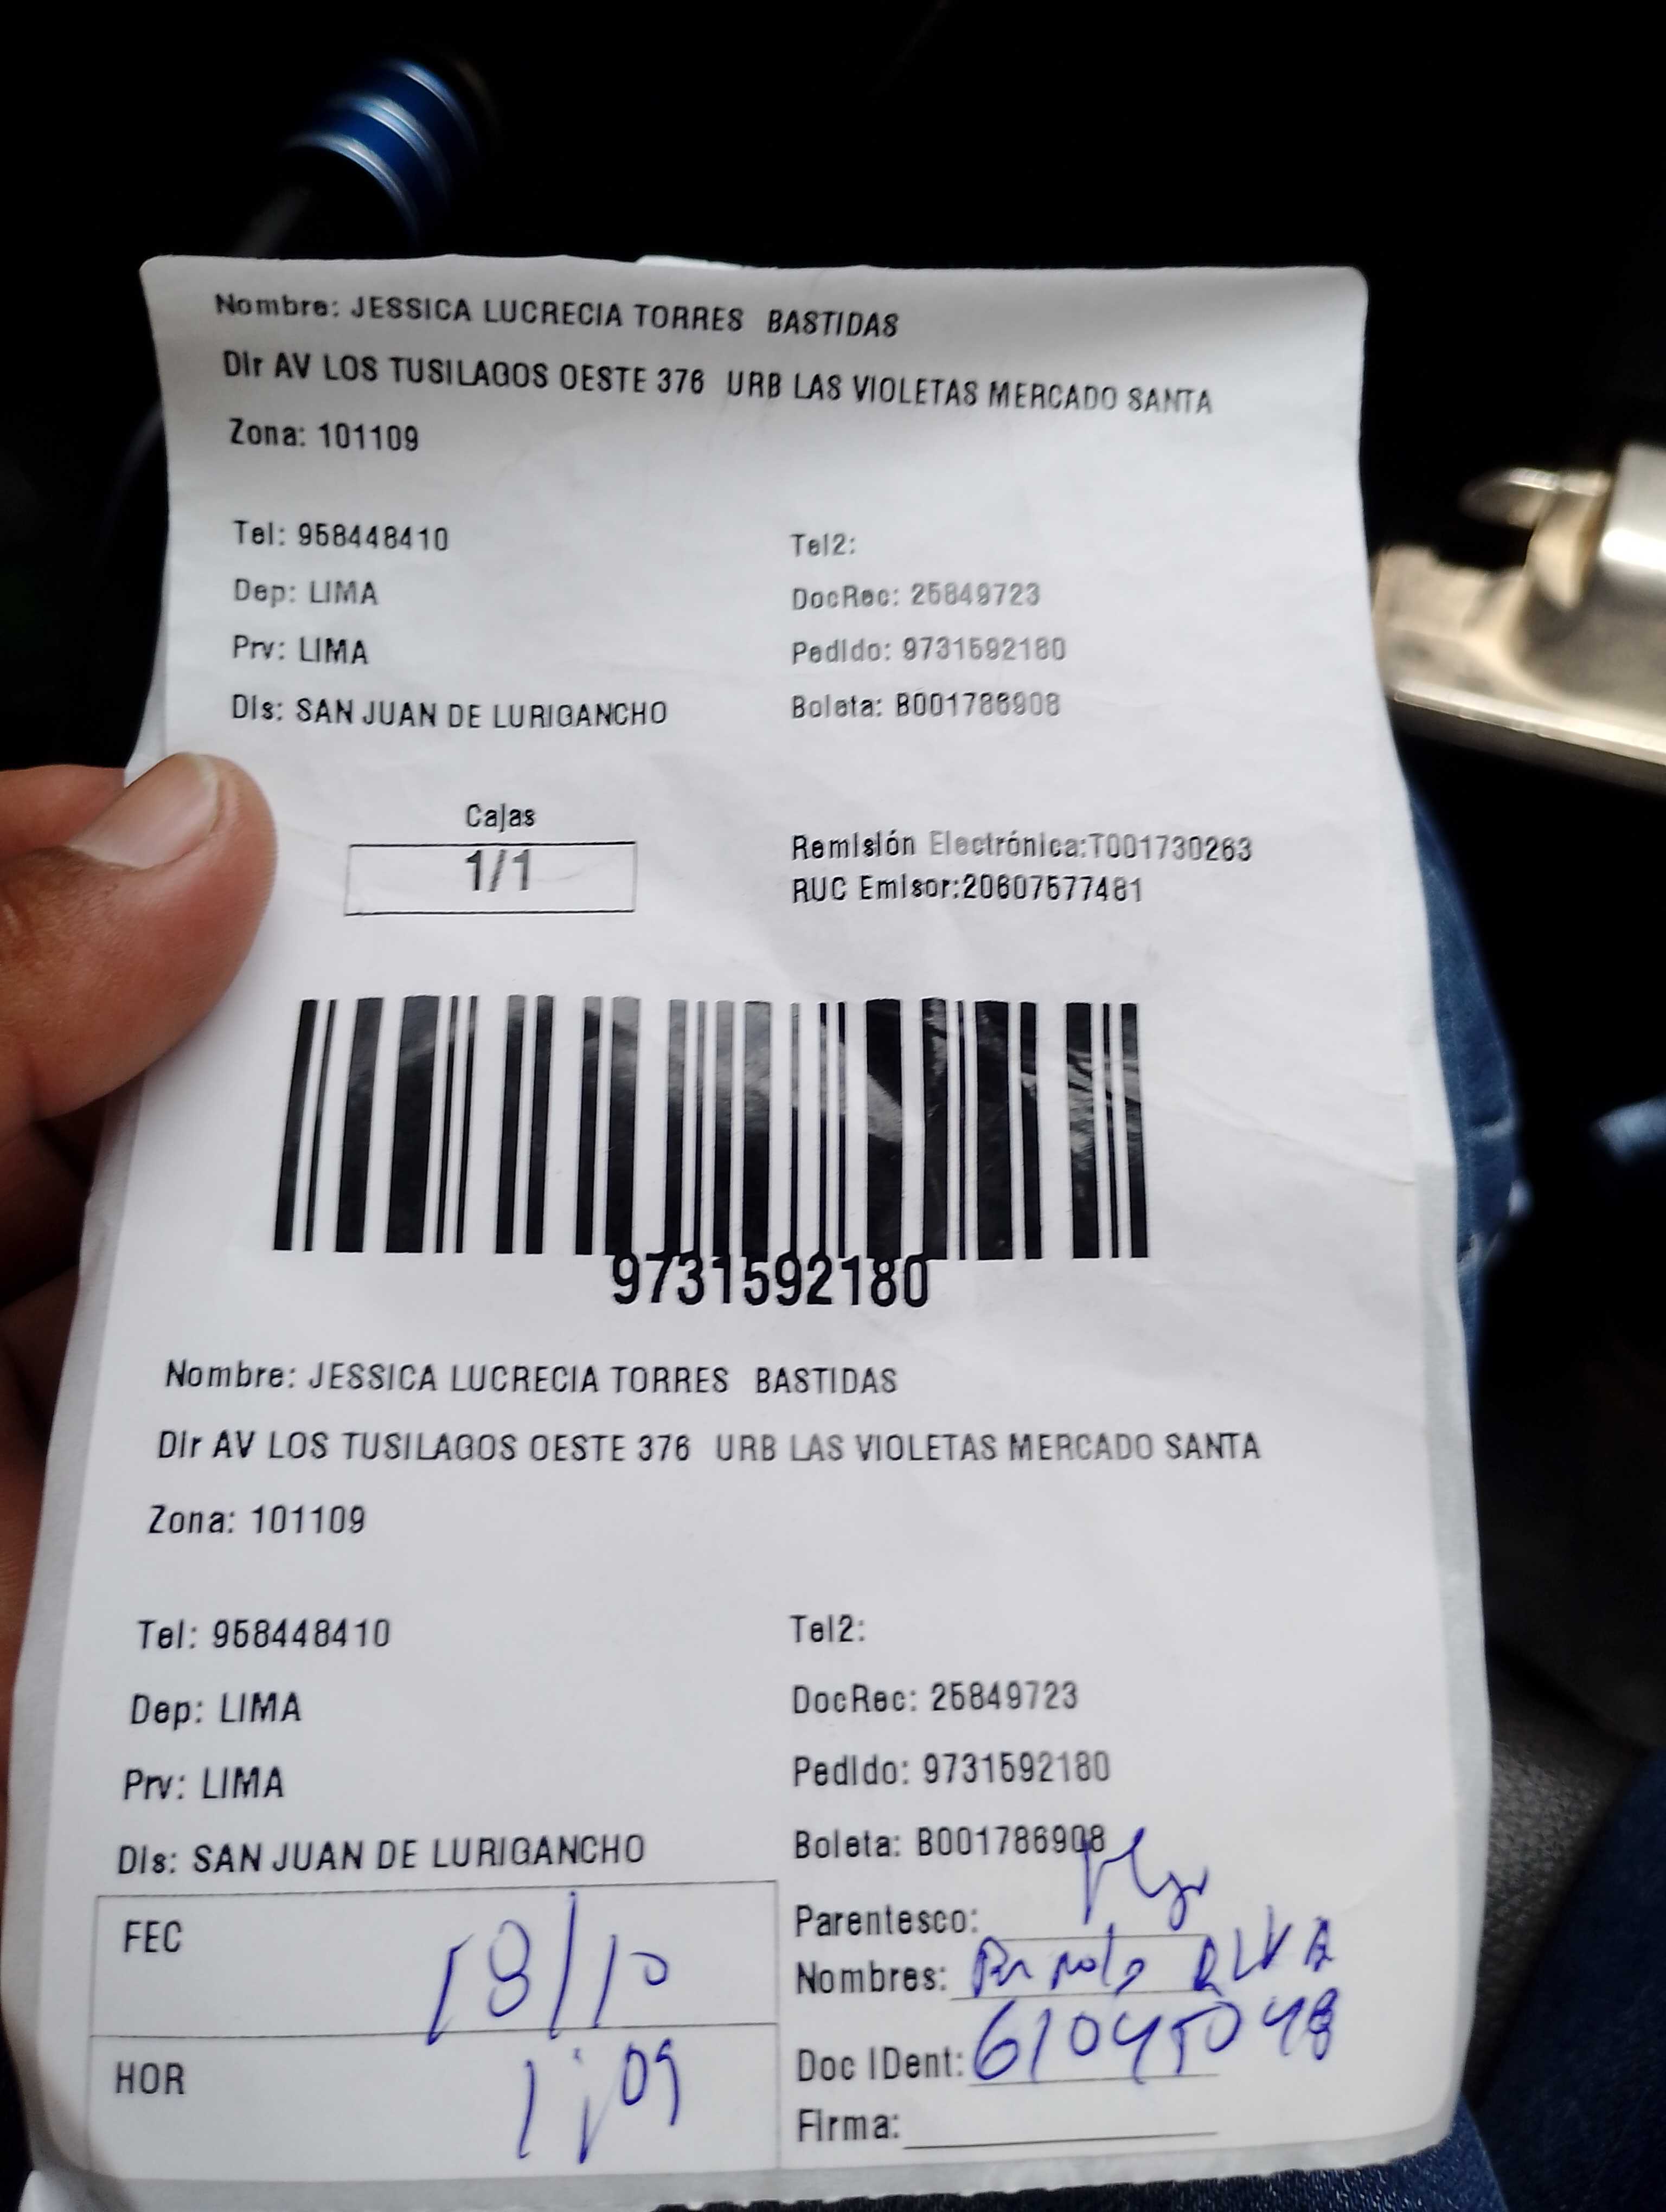 Nombre: JESSICA LUCRECIA TORRES BASTIDAS
Dir AV LOS TUSILAGOS OESTE 376 URB LAS VIOLETAS MERCADO SANTA
Zona: 101109
Tel: 958448410 Tel2:
Dep: LIMA DocRec: 25849723
Prv: LIMA Pedido: 9731592180
Dis: SAN JUAN DE LURIGANCHO Boleta: B001786908
Cajas
1/1
Remisión Electrónica:T001730263
RUC Emisor:20607577481
9731592180
Nombre: JESSICA LUCRECIA TORRES BASTIDAS
Dir AV LOS TUSILAGOS OESTE 376 URB LAS VIOLETAS MERCADO SANTA
Zona: 101109
Tel: 958448410 Tel2:
Dep: LIMA DocRec: 25849723
Prv: LIMA Pedido: 9731592180
Dis: SAN JUAN DE LURIGANCHO Boleta: B001786908
FEC 18/10
HOR 1:09
Parentesco:
Nombres:
Doc IDent: 61045048
Firma: